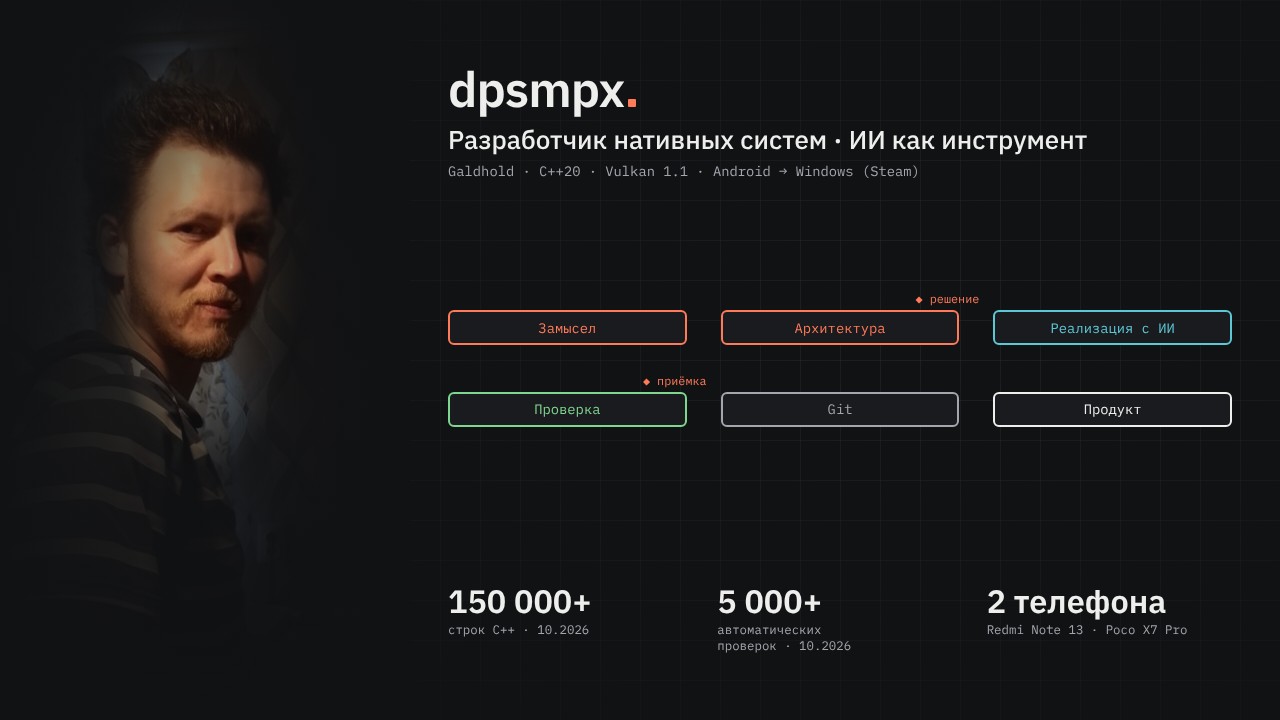 dpsmpx.
Разработчик нативных систем · ИИ как инструмент
Galdhold · C++20 · Vulkan 1.1 · Android → Windows (Steam)
◆ решение
Замысел
Архитектура
Реализация с ИИ
◆ приёмка
Проверка
Git
Продукт
150 000+
строк C++ · 10.2026
5 000+
автоматических
проверок · 10.2026
2 телефона
Redmi Note 13 · Poco X7 Pro